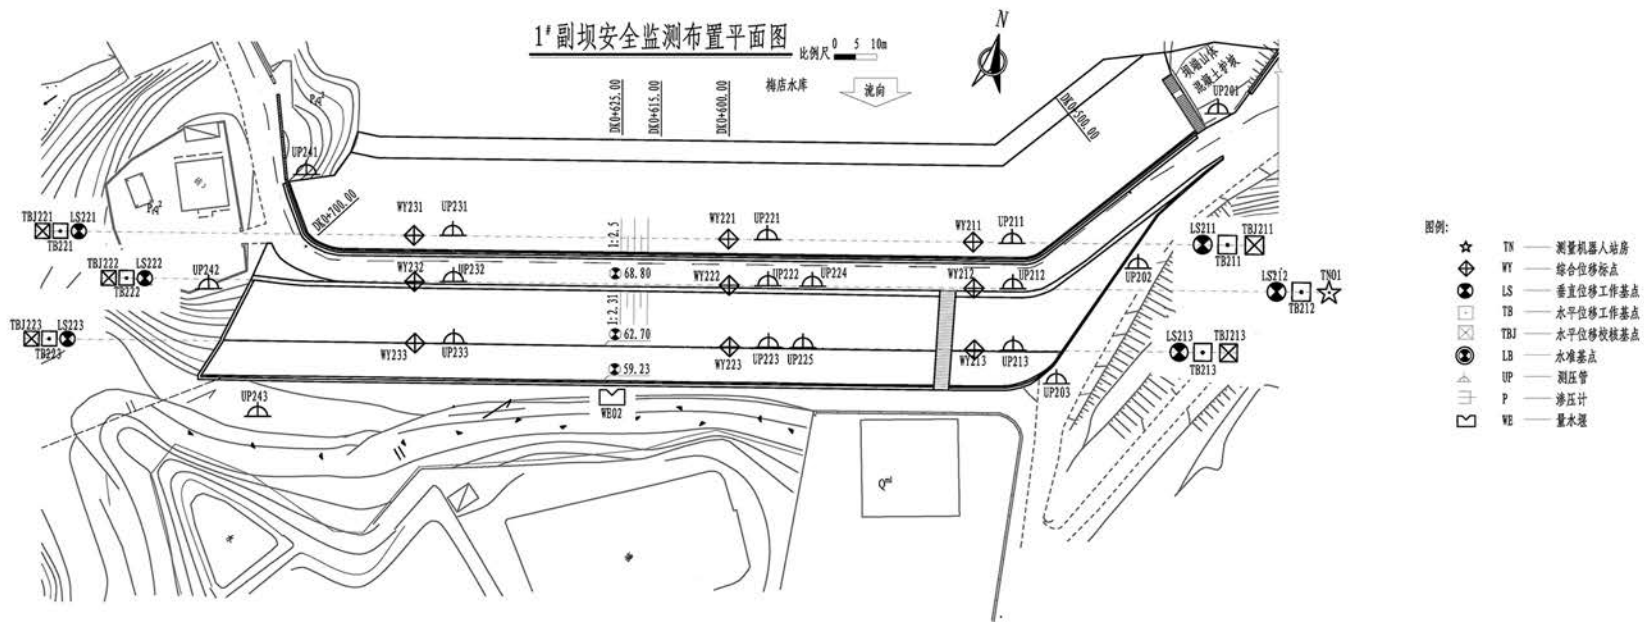 1#副坝安全监测布置平面图
比例尺 0 5 10m
N
梅店水库
流向
坝端山体
混凝土护坡
UP201
DK0+625.00
DK0+615.00
DK0+600.00
DK0+500.00
DK0+700.00
UP241
TBJ221
LS221
TB221
WY231
UP231
1:2.5
WY221
UP221
WY211
UP211
LS211
TBJ211
TB211
TBJ222
LS222
TB222
UP242
WY232
UP232
68.80
WY222
UP222
UP224
WY212
UP212
UP202
LS212
TN01
TB212
1:2.31
TBJ223
LS223
TB223
WY233
UP233
62.70
WY223
UP223
UP225
WY213
UP213
LS213
TBJ213
TB213
59.23
UP203
UP243
WE02
Qml
图例:
TN —— 测量机器人站房
WY —— 综合位移标点
LS —— 垂直位移工作基点
TB —— 水平位移工作基点
TBJ —— 水平位移校核基点
LB —— 水准基点
UP —— 测压管
P —— 渗压计
WE —— 量水堰